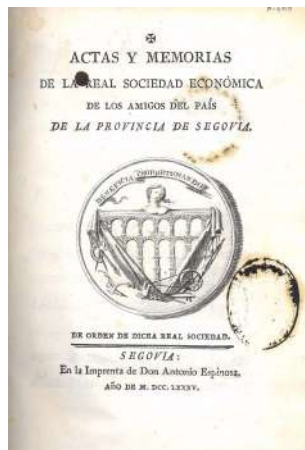 ACTAS Y MEMORIAS
DE LA REAL SOCIEDAD ECONÓMICA
DE LOS AMIGOS DEL PAÍS
DE LA PROVINCIA DE SEGOVIA.
DE ORDEN DE DICHA REAL SOCIEDAD.
SEGOVIA:
En la Imprenta de Don Antonio Espinosa,
AÑO DE M. DCC. LXXXV.